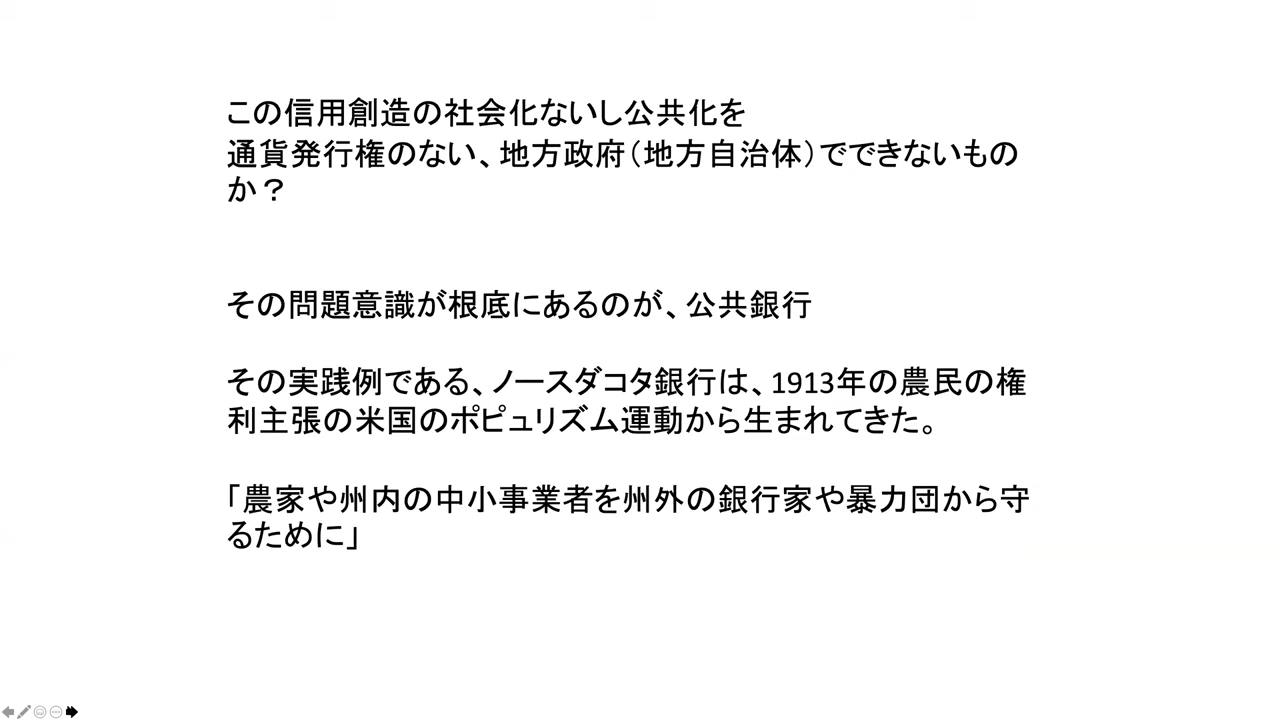 この信用創造の社会化ないし公共化を
通貨発行権のない、地方政府（地方自治体）でできないもの
か？
その問題意識が根底にあるのが、公共銀行
その実践例である、ノースダコタ銀行は、1913年の農民の権
利主張の米国のポピュリズム運動から生まれてきた。
「農家や州内の中小事業者を州外の銀行家や暴力団から守
るために」